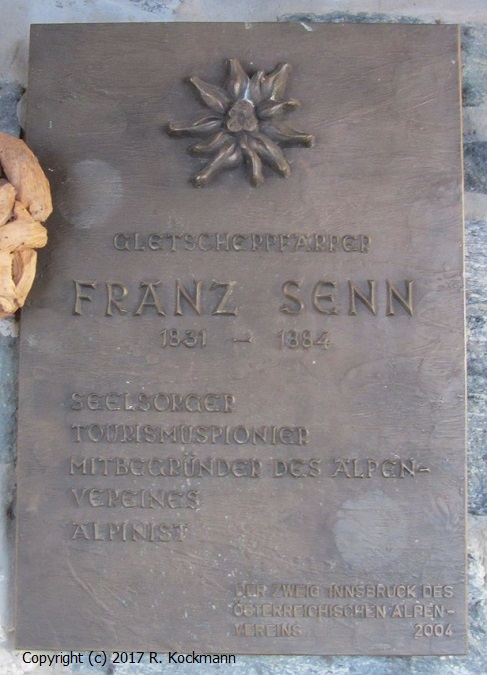 GLETSCHERPFARRER
FRANZ SENN
1831 – 1884
SEELSORGER
TOURISMUSPIONIER
MITBEGRÜNDER DES ALPEN-
VEREINES
ALPINIST
DER ZWEIG INNSBRUCK DES
ÖSTERREICHISCHEN ALPEN-
VEREINS 2004
Copyright (c) 2017 R. Kockmann